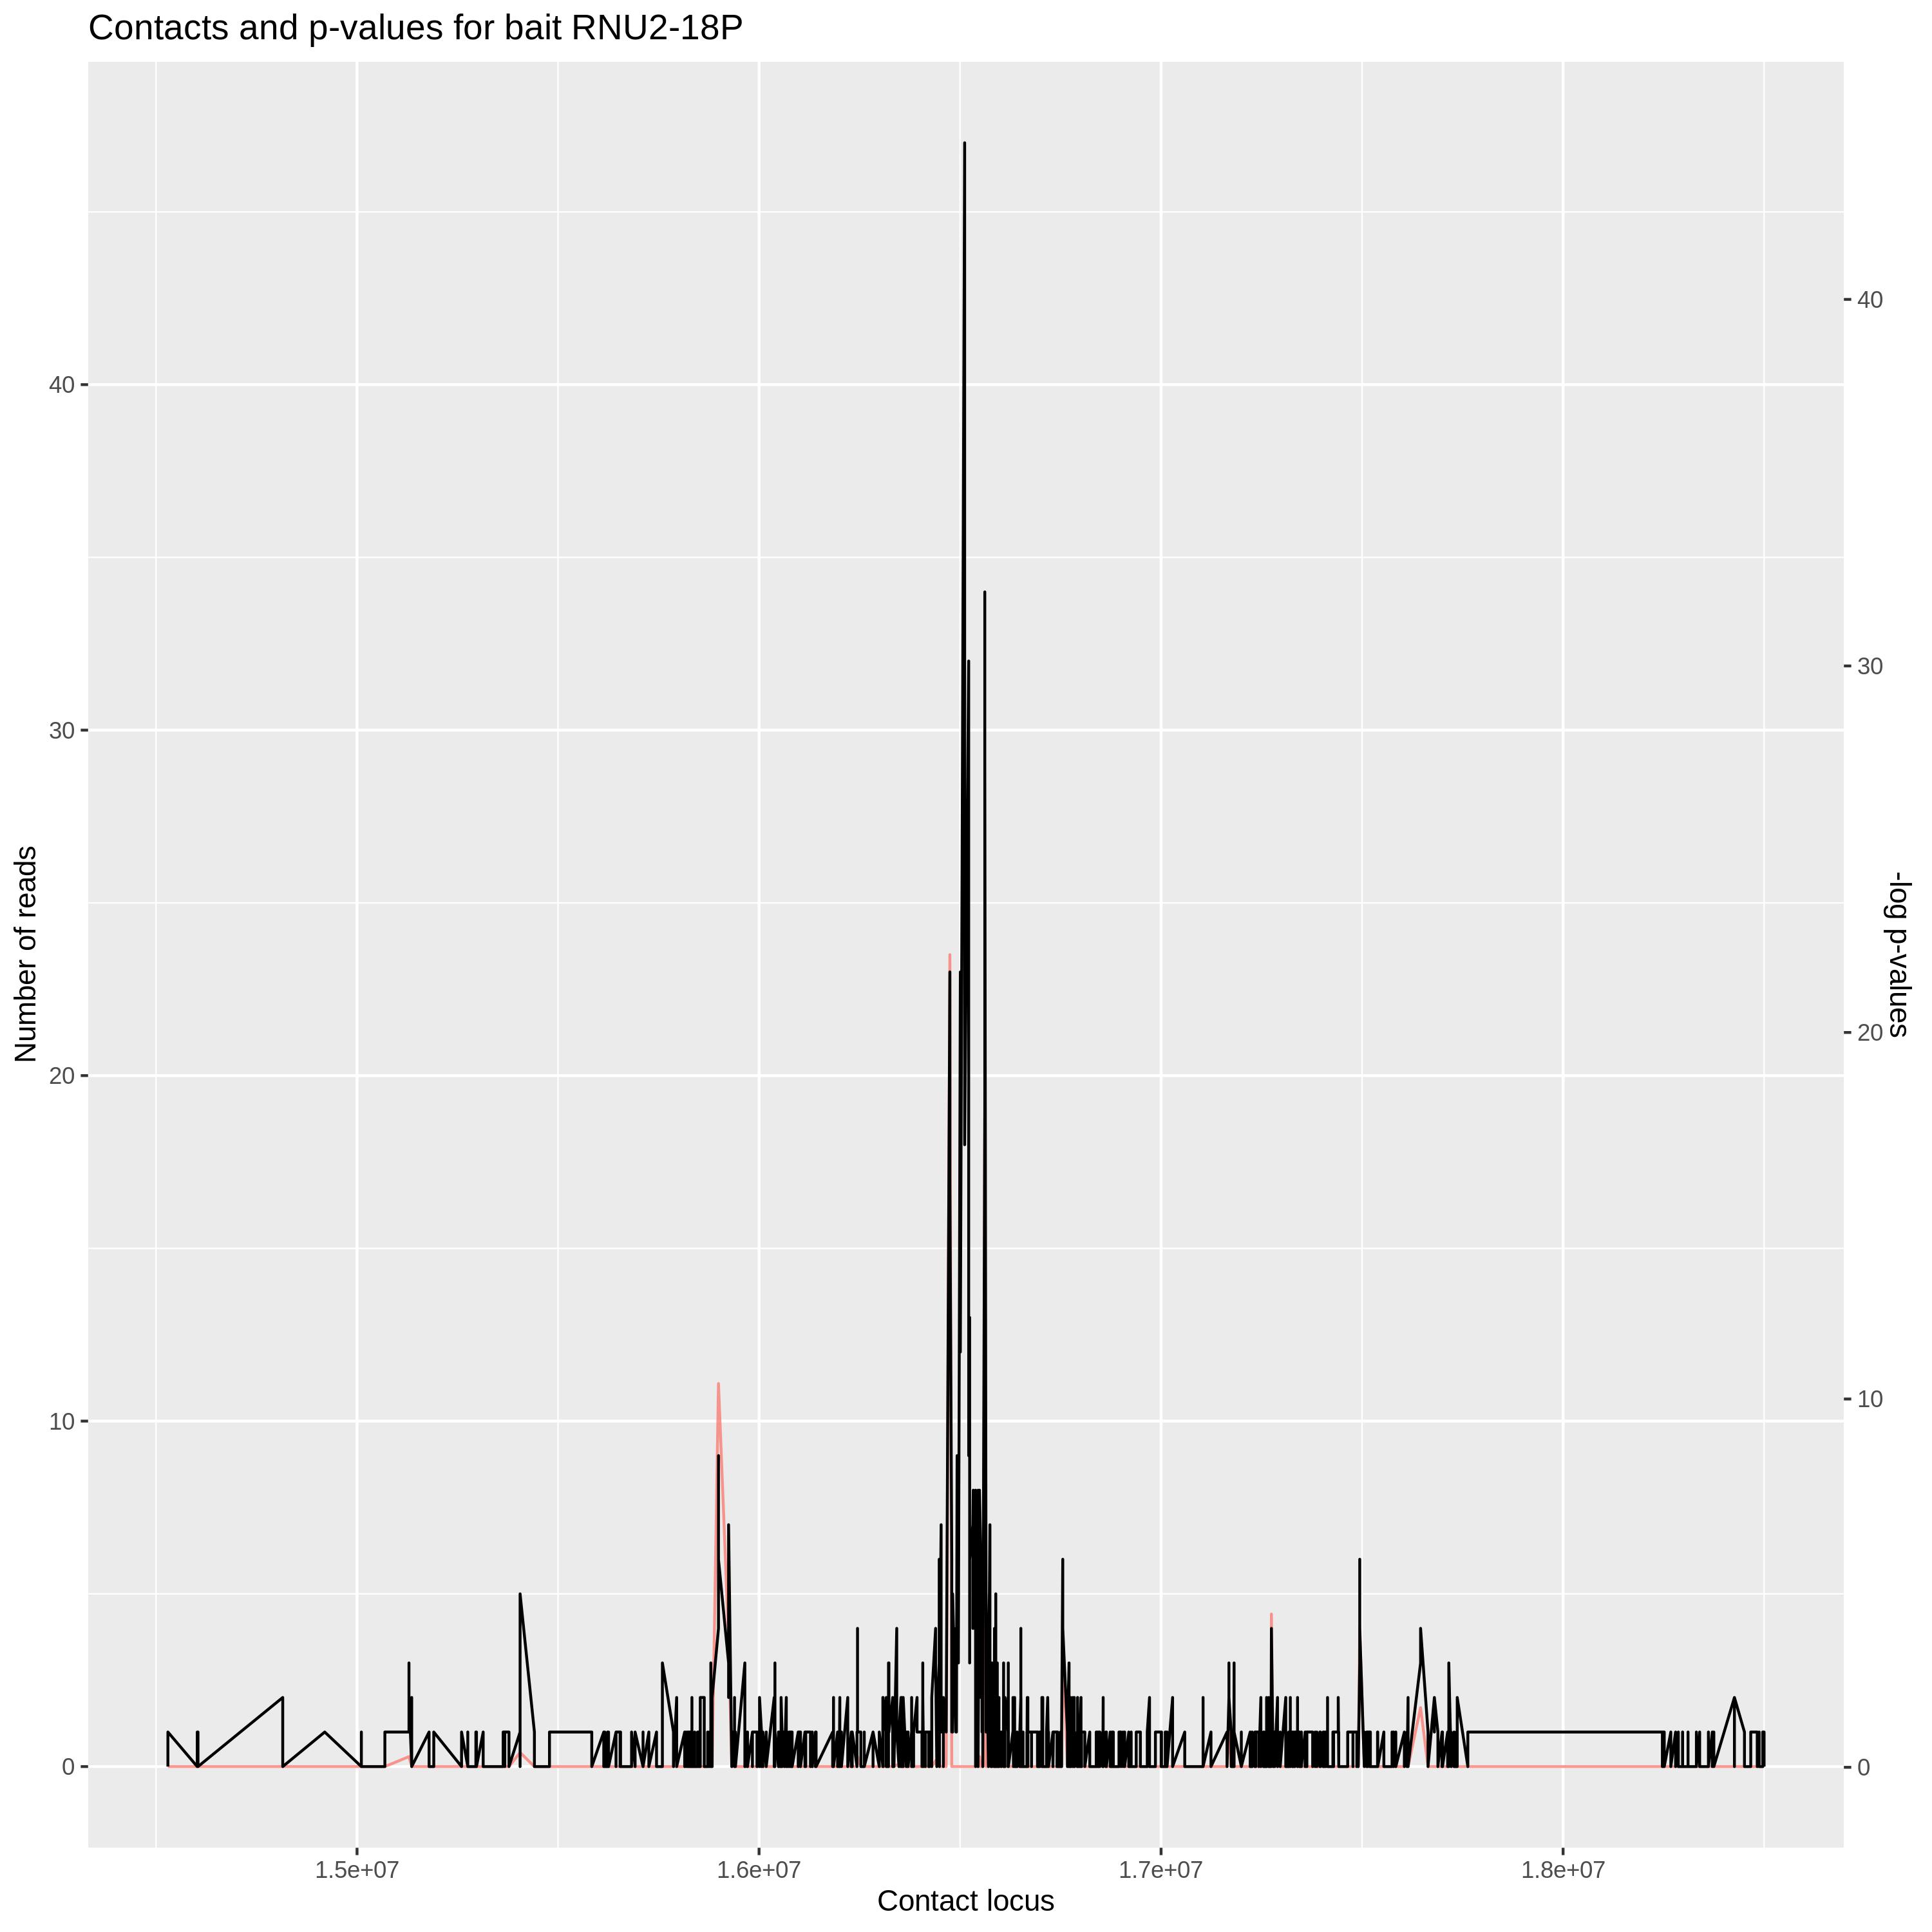 Contacts and p-values for bait RNU2-18P
Number of reads
40
30
20
10
0
40
30
20
10
0
-log p-values
1.5e+07 1.6e+07 1.7e+07 1.8e+07
Contact locus